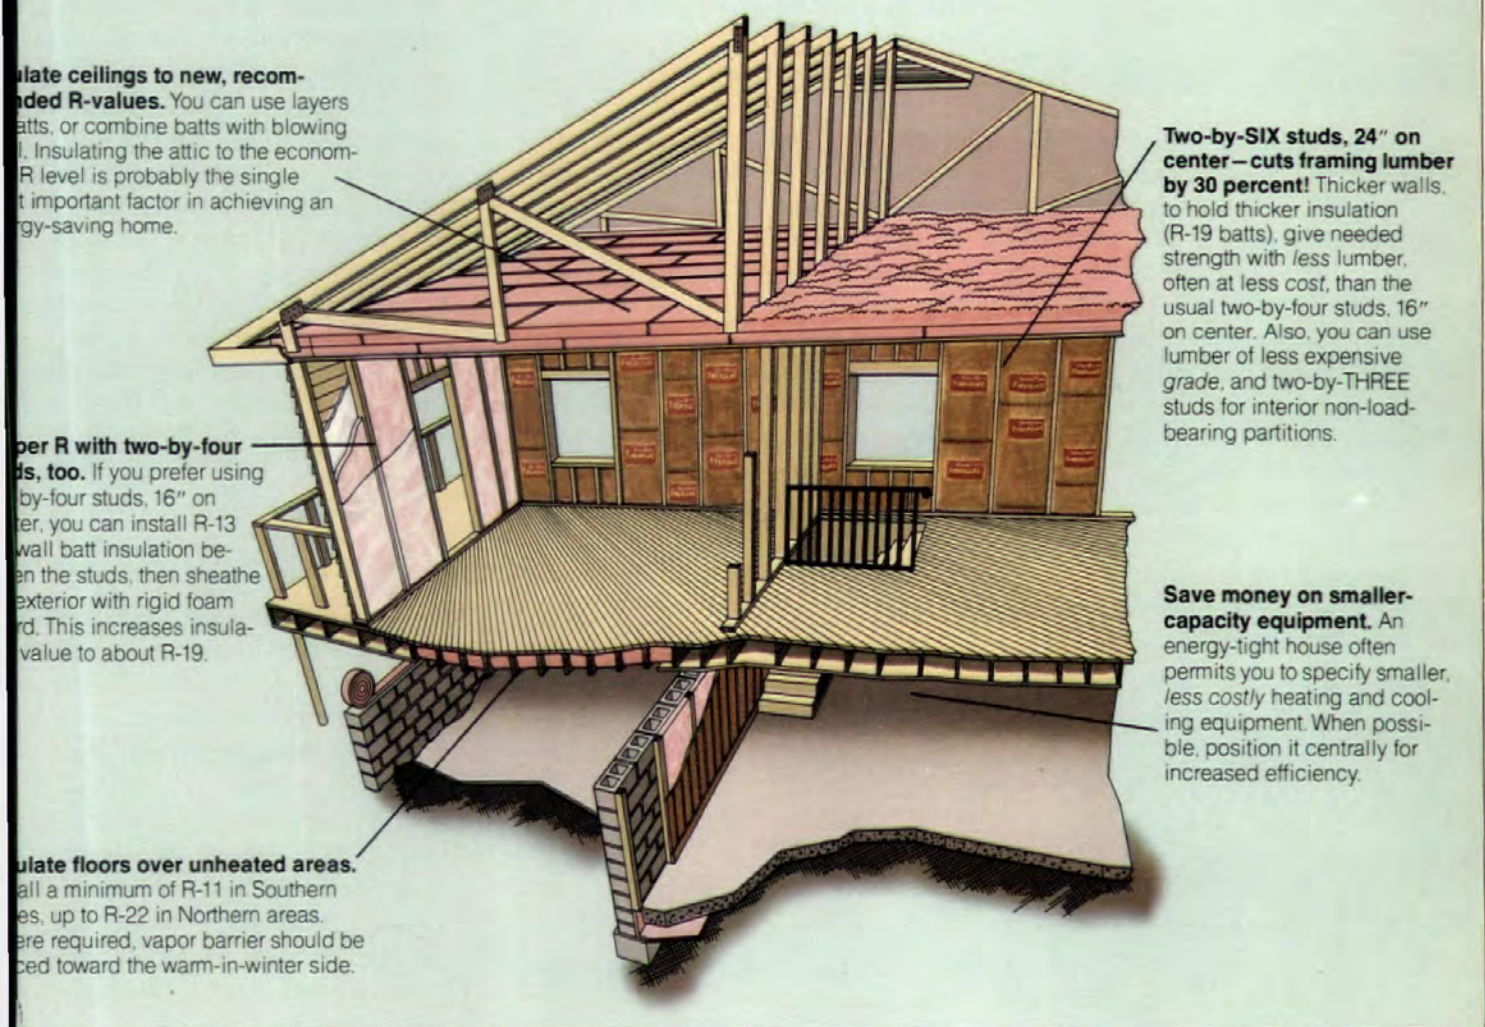 ulate ceilings to new, recom-
nded R-values. You can use layers
atts, or combine batts with blowing
l. Insulating the attic to the econom-
R level is probably the single
t important factor in achieving an
rgy-saving home.
per R with two-by-four
ds, too. If you prefer using
by-four studs, 16" on
ter, you can install R-13
wall batt insulation be-
en the studs, then sheathe
exterior with rigid foam
rd. This increases insula-
value to about R-19.
ulate floors over unheated areas.
all a minimum of R-11 in Southern
es, up to R-22 in Northern areas.
ere required, vapor barrier should be
ced toward the warm-in-winter side.
Two-by-SIX studs, 24" on
center—cuts framing lumber
by 30 percent! Thicker walls,
to hold thicker insulation
(R-19 batts), give needed
strength with less lumber,
often at less cost, than the
usual two-by-four studs, 16"
on center. Also, you can use
lumber of less expensive
grade, and two-by-THREE
studs for interior non-load-
bearing partitions.
Save money on smaller-
capacity equipment. An
energy-tight house often
permits you to specify smaller,
less costly heating and cool-
ing equipment. When possi-
ble, position it centrally for
increased efficiency.